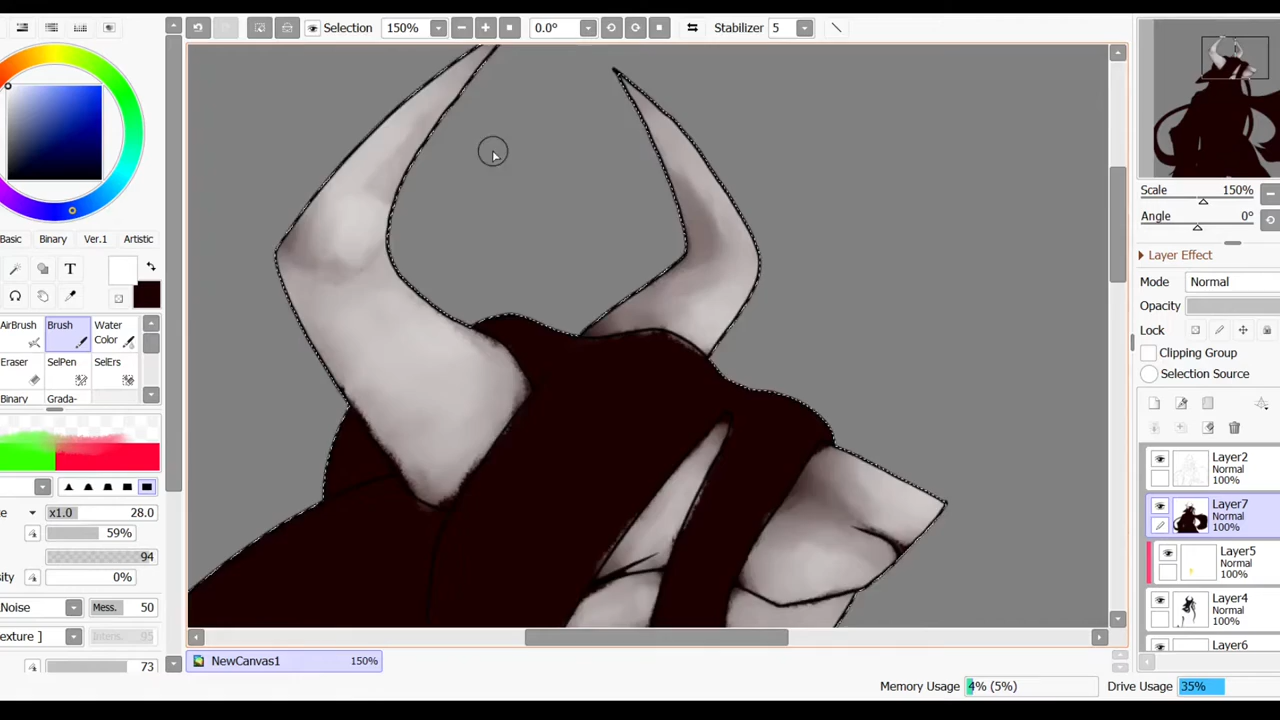 Selection 150% 0.0° Stabilizer 5
Scale 150%
Angle 0°
Layer Effect
Mode Normal
Opacity
Lock
Clipping Group
Selection Source
Basic Binary Ver.1 Artistic
T
AirBrush Brush Water Color
Eraser SelPen SelErs
Binary Grada-
x1.0 28.0
59%
94
0%
Noise Mess. 50
95
73
Layer2
Normal
100%
Layer7
Normal
100%
Layer5
Normal
100%
Layer4
Normal
100%
Layer6
NewCanvas1 150%
Memory Usage 4% (5%) Drive Usage 35%